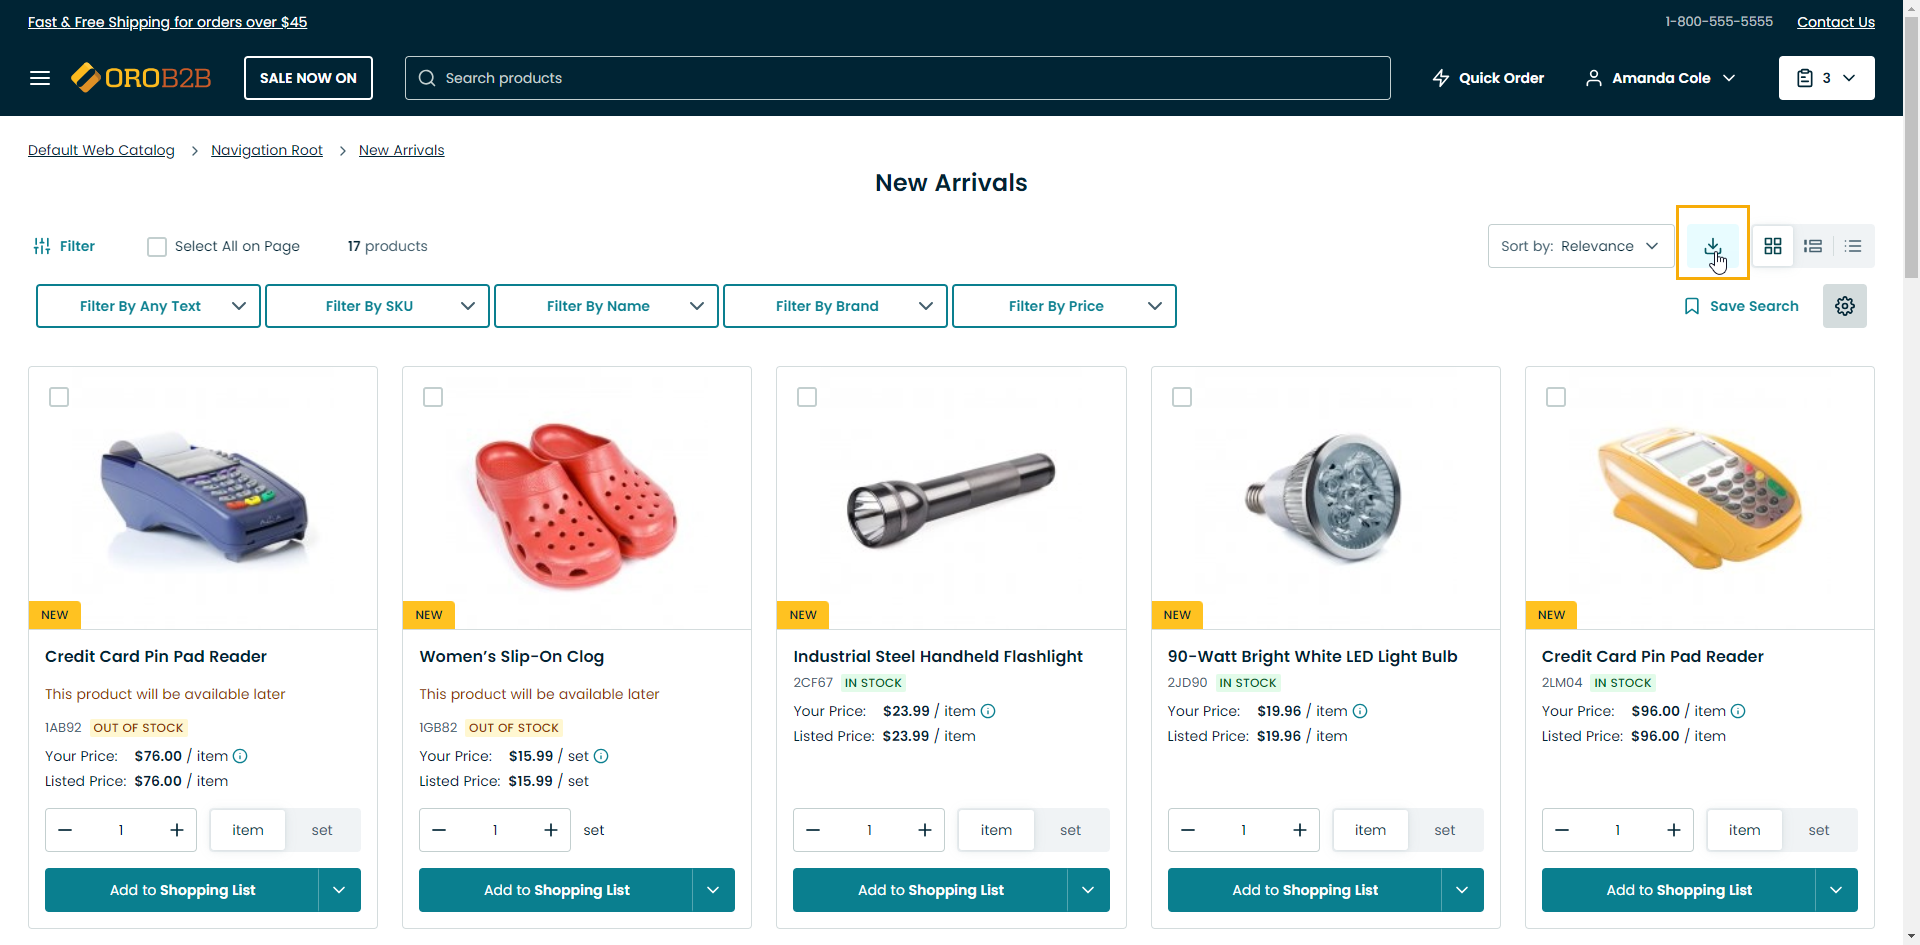 Fast & Free Shipping for orders over $45
1-800-555-5555 Contact Us
OROB2B SALE NOW ON Search products Quick Order Amanda Cole 3
Default Web Catalog > Navigation Root > New Arrivals
New Arrivals
Filter Select All on Page 17 products Sort by: Relevance
Filter By Any Text Filter By SKU Filter By Name Filter By Brand Filter By Price Save Search
NEW NEW NEW NEW NEW
Credit Card Pin Pad Reader
This product will be available later
1AB92 OUT OF STOCK
Your Price: $76.00 / item
Listed Price: $76.00 / item
1 item set
Add to Shopping List
Women’s Slip-On Clog
This product will be available later
1GB82 OUT OF STOCK
Your Price: $15.99 / set
Listed Price: $15.99 / set
1 set
Add to Shopping List
Industrial Steel Handheld Flashlight
2CF67 IN STOCK
Your Price: $23.99 / item
Listed Price: $23.99 / item
1 item set
Add to Shopping List
90-Watt Bright White LED Light Bulb
2JD90 IN STOCK
Your Price: $19.96 / item
Listed Price: $19.96 / item
1 item set
Add to Shopping List
Credit Card Pin Pad Reader
2LM04 IN STOCK
Your Price: $96.00 / item
Listed Price: $96.00 / item
1 item set
Add to Shopping List